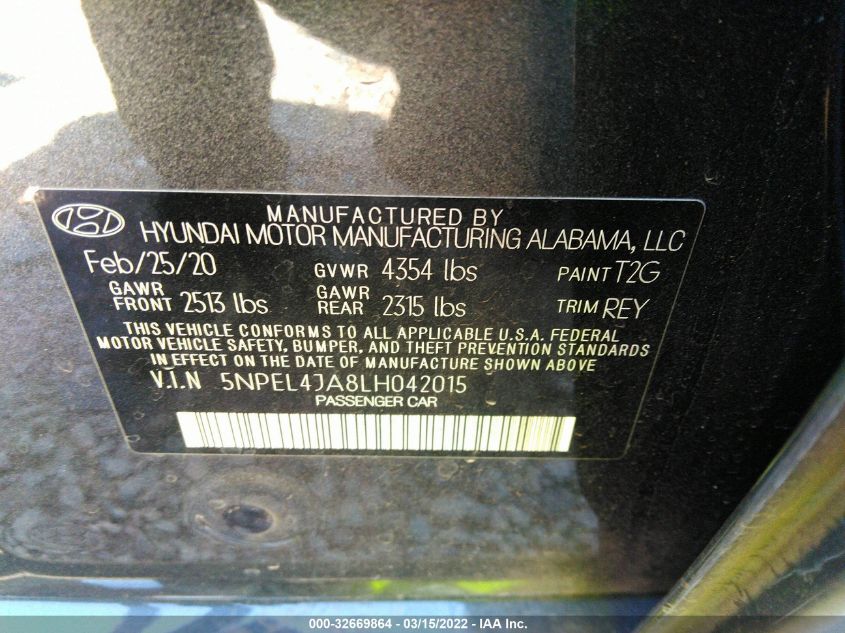 MANUFACTURED BY
HYUNDAI MOTOR MANUFACTURING ALABAMA, LLC
Feb/25/20 GVWR 4354 lbs PAINT T2G
GAWR FRONT 2513 lbs GAWR REAR 2315 lbs TRIM REY
THIS VEHICLE CONFORMS TO ALL APPLICABLE U.S.A. FEDERAL
MOTOR VEHICLE SAFETY, BUMPER, AND THEFT PREVENTION STANDARDS
IN EFFECT ON THE DATE OF MANUFACTURE SHOWN ABOVE
V.I.N 5NPEL4JA8LH042015
PASSENGER CAR
000-32669864 - 03/15/2022 - IAA Inc.